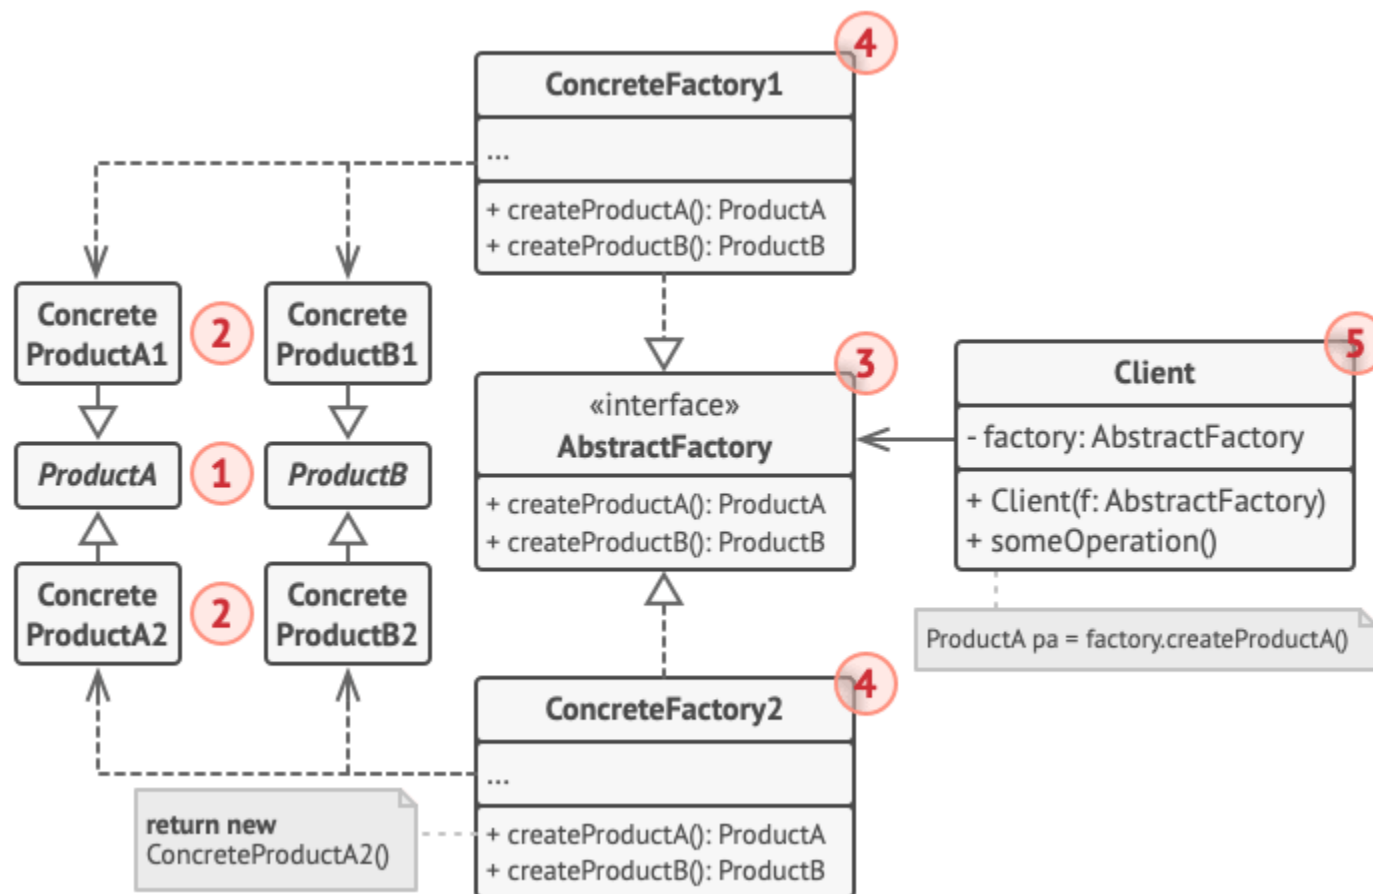 4
ConcreteFactory1
...
+ createProductA(): ProductA
+ createProductB(): ProductB
Concrete
ProductA1
2
Concrete
ProductB1
ProductA
1
ProductB
Concrete
ProductA2
2
Concrete
ProductB2
3
«interface»
AbstractFactory
+ createProductA(): ProductA
+ createProductB(): ProductB
5
Client
- factory: AbstractFactory
+ Client(f: AbstractFactory)
+ someOperation()
ProductA pa = factory.createProductA()
4
ConcreteFactory2
...
+ createProductA(): ProductA
+ createProductB(): ProductB
return new
ConcreteProductA2()